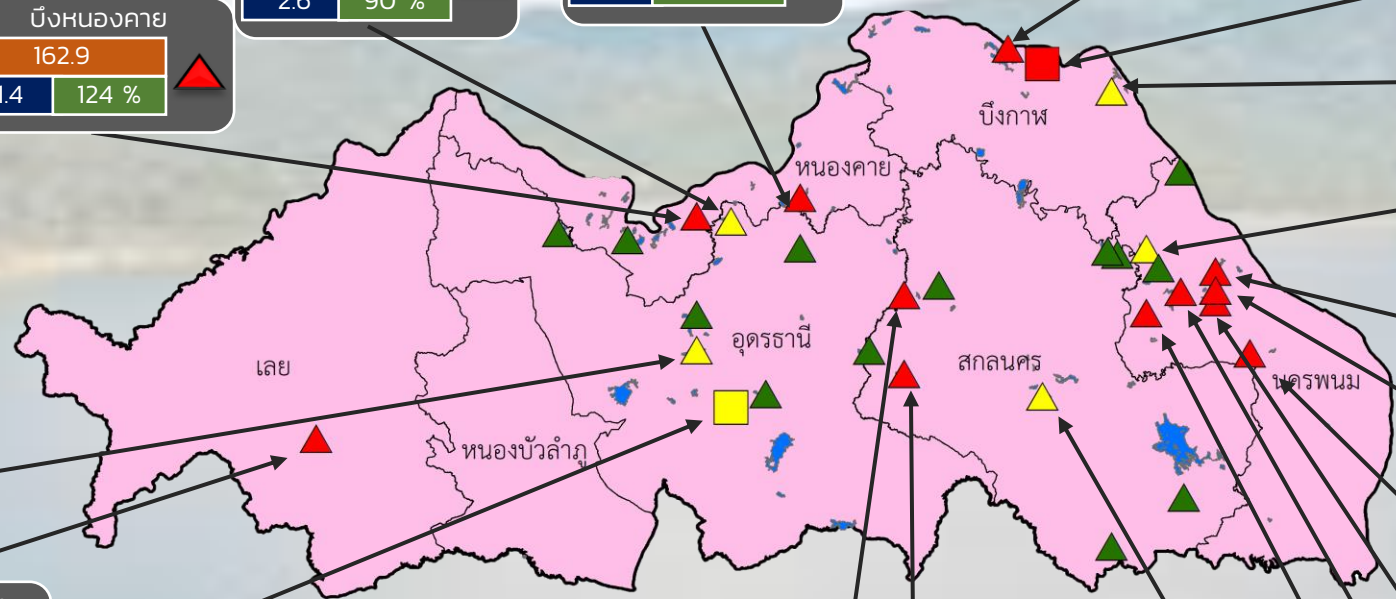 บึงหนองคาย
162.9
124 %
2.6
90 %
บึงกาฬ
หนองคาย
อุดรธานี
สกลนคร
เลย
นครพนม
หนองบัวลำภู